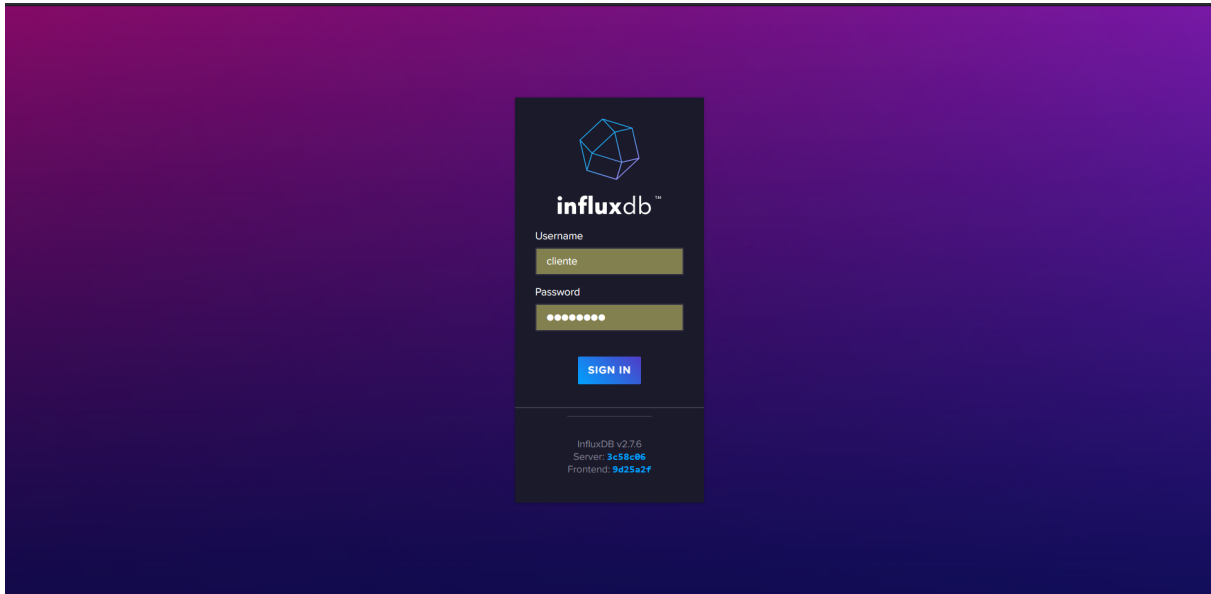 influxdb™
Username
cliente
Password
●●●●●●●●
SIGN IN
InfluxDB v2.7.6
Server: 3c58c06
Frontend: 9d25a2f